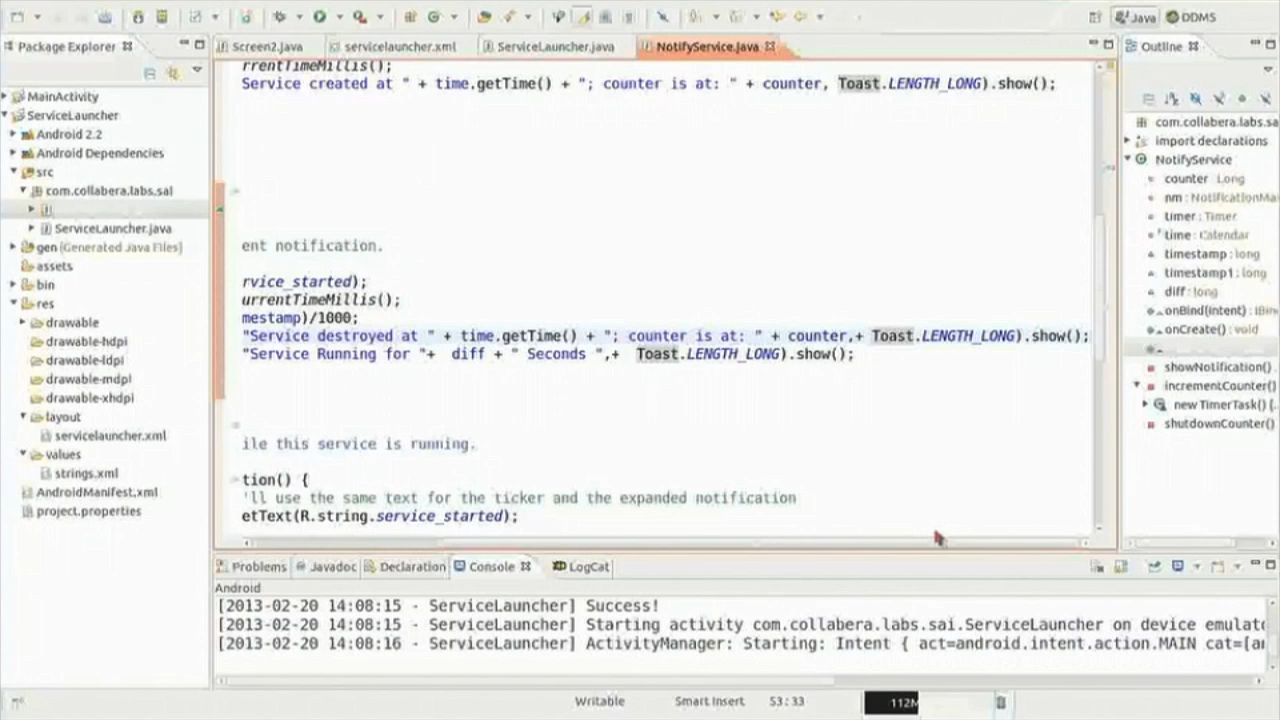 Java
DDMS
Package Explorer
Screen2.java
servicelauncher.xml
ServiceLauncher.java
NotifyService.java
Outline
MainActivity
ServiceLauncher
Android 2.2
Android Dependencies
src
com.collabera.labs.sai
ServiceLauncher.java
gen (Generated Java Files)
assets
bin
res
drawable
drawable-hdpi
drawable-ldpi
drawable-mdpi
drawable-xhdpi
layout
servicelauncher.xml
values
strings.xml
AndroidManifest.xml
project.properties
rrentTimeMillis();
Service created at " + time.getTime() + "; counter is at: " + counter, Toast.LENGTH_LONG).show();
ent notification.
rvice_started);
urrentTimeMillis();
mestamp)/1000;
"Service destroyed at " + time.getTime() + "; counter is at: " + counter,+ Toast.LENGTH_LONG).show();
"Service Running for "+  diff + " Seconds ",+  Toast.LENGTH_LONG).show();
ile this service is running.
tion() {
'll use the same text for the ticker and the expanded notification
etText(R.string.service_started);
com.collabera.labs.sa
import declarations
NotifyService
counter : Long
nm : NotificationMa
timer : Timer
time : Calendar
timestamp : long
timestamp1 : long
diff : long
onBind(Intent) : IBin
onCreate() : void
showNotification()
incrementCounter()
new TimerTask() {.
shutdownCounter()
Problems
Javadoc
Declaration
Console
LogCat
Android
[2013-02-20 14:08:15 - ServiceLauncher] Success!
[2013-02-20 14:08:15 - ServiceLauncher] Starting activity com.collabera.labs.sai.ServiceLauncher on device emulato
[2013-02-20 14:08:16 - ServiceLauncher] ActivityManager: Starting: Intent { act=android.intent.action.MAIN cat=[an
Writable
Smart Insert
53 : 33
112M